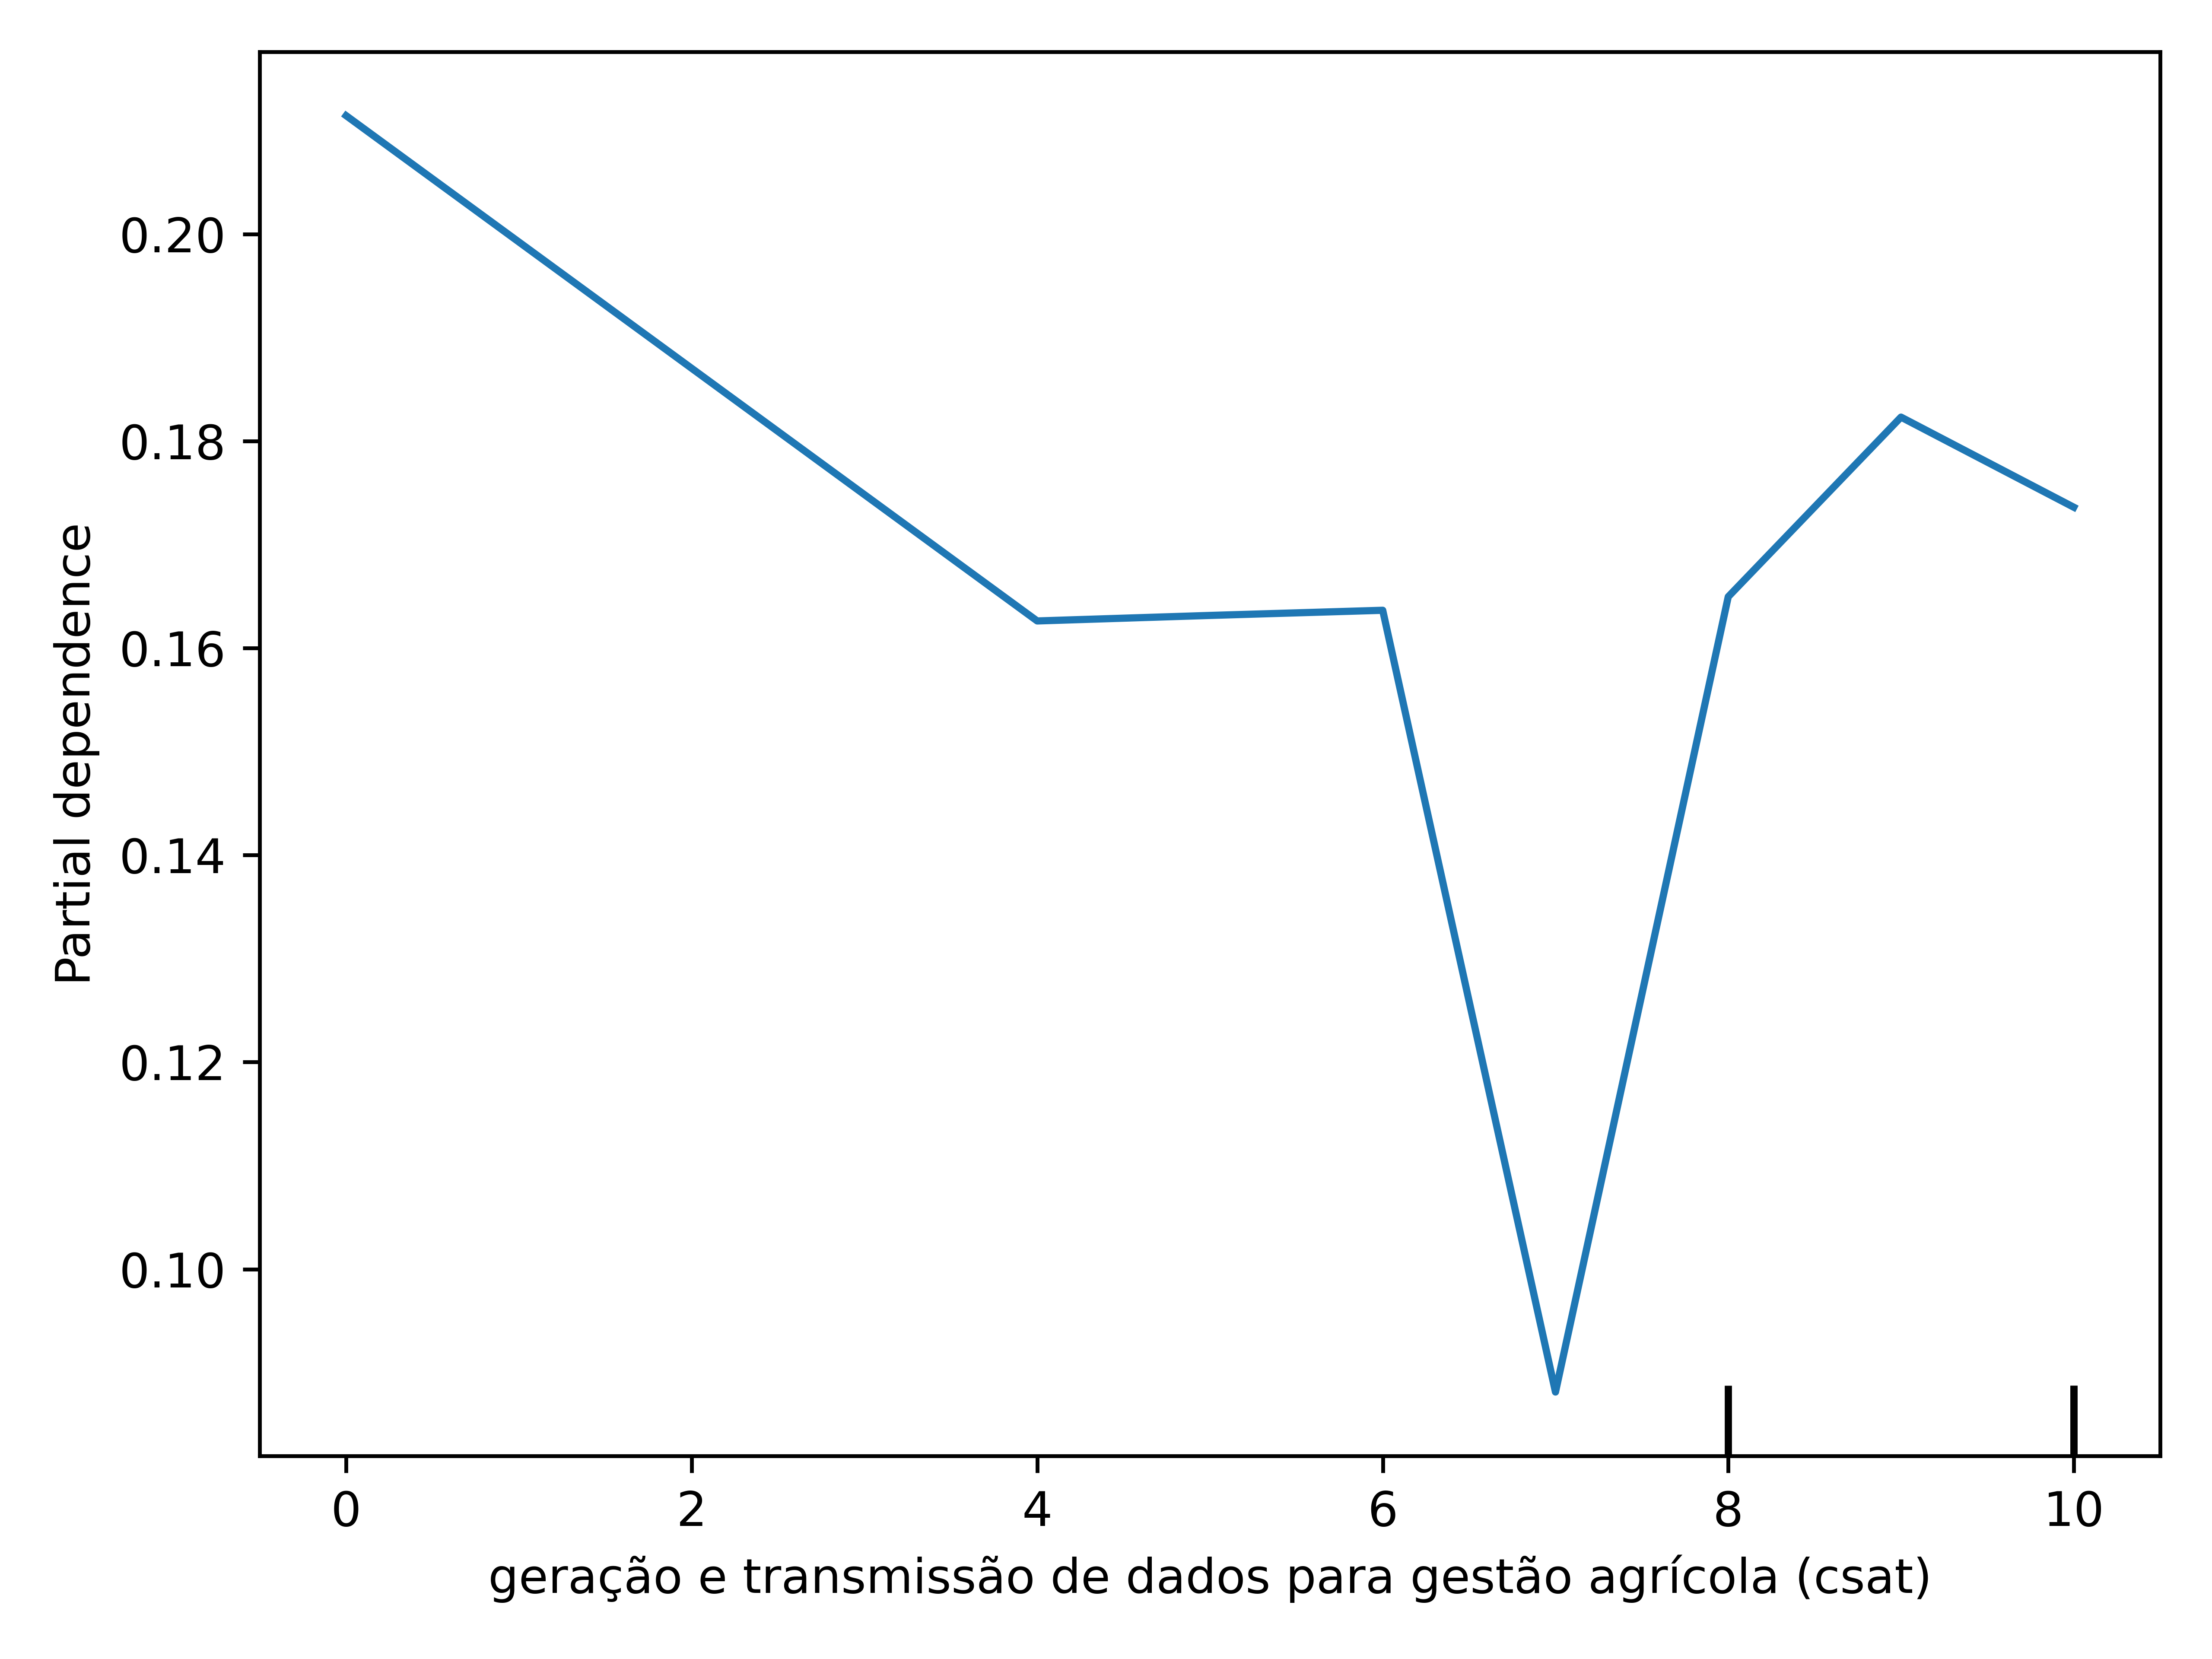 0.20
0.18
0.16
0.14
0.12
0.10
Partial dependence
0 2 4 6 8 10
geração e transmissão de dados para gestão agrícola (csat)